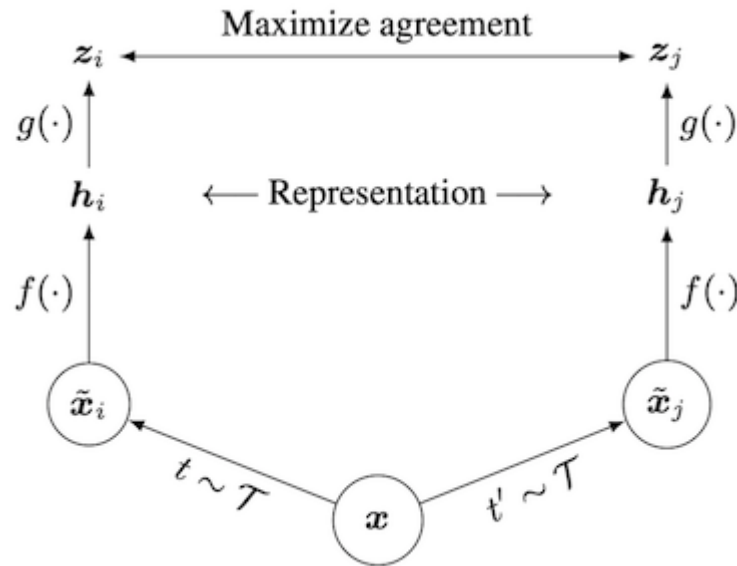 Maximize agreement
z_i z_j
g(·) g(·)
h_i ← Representation → h_j
f(·) f(·)
x̃_i x̃_j
t ∼ 𝒯 t′ ∼ 𝒯
x